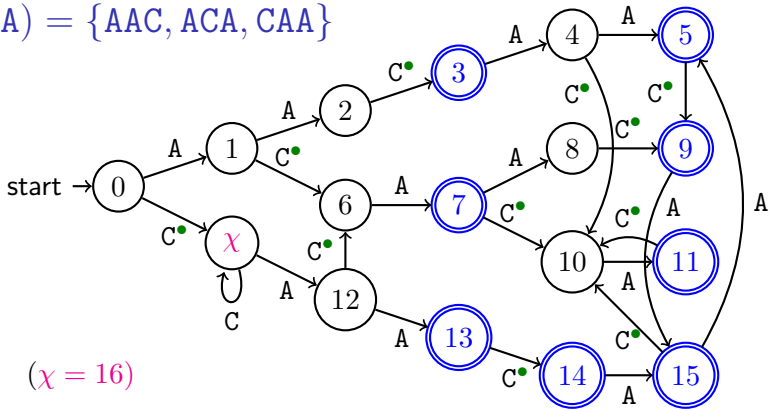 A) = {AAC, ACA, CAA}
A 4 A 5
C• 3 C• C•
A 2 A
1 C• A 8 C• 9
start 0 6 A 7 C• A A
C• χ C• 10 C• 11
C A 12 A
A 13 C• 14 A 15
C•
(χ = 16)